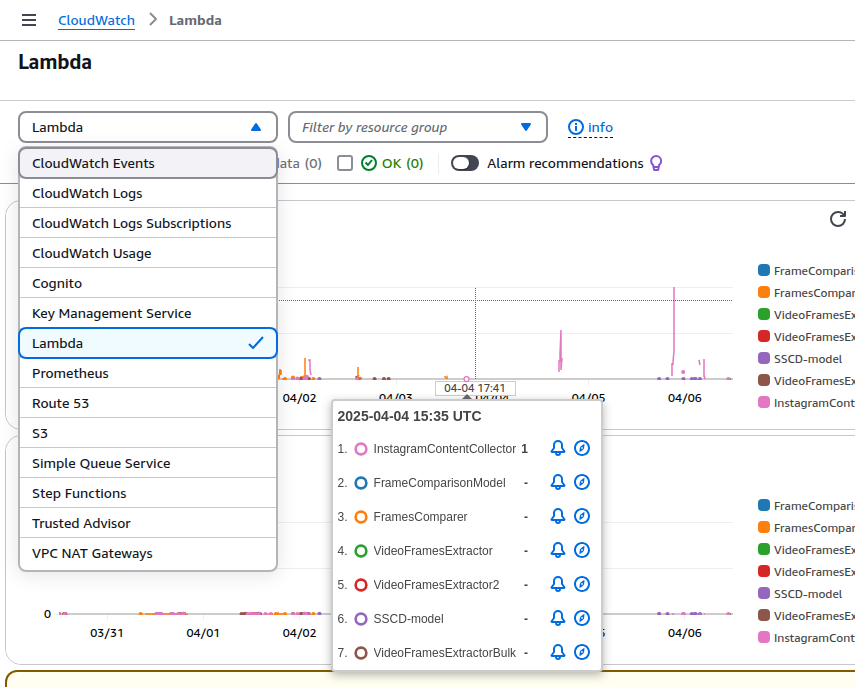 CloudWatch > Lambda
Lambda
Lambda
Filter by resource group
info
CloudWatch Events
CloudWatch Logs
CloudWatch Logs Subscriptions
CloudWatch Usage
Cognito
Key Management Service
Lambda
Prometheus
Route 53
S3
Simple Queue Service
Step Functions
Trusted Advisor
VPC NAT Gateways
ata (0)
OK (0)
Alarm recommendations
FrameComparis
FramesCompar
VideoFramesEx
VideoFramesEx
SSCD-model
VideoFramesEx
InstagramCont
04/02
04/03
04/04
04/05
04/06
04-04 17:41
2025-04-04 15:35 UTC
1. InstagramContentCollector 1
2. FrameComparisonModel -
3. FramesComparer -
4. VideoFramesExtractor -
5. VideoFramesExtractor2 -
6. SSCD-model -
7. VideoFramesExtractorBulk -
FrameComparis
FramesCompar
VideoFramesEx
VideoFramesEx
SSCD-model
VideoFramesEx
InstagramCont
0
03/31
04/01
04/02
04/06